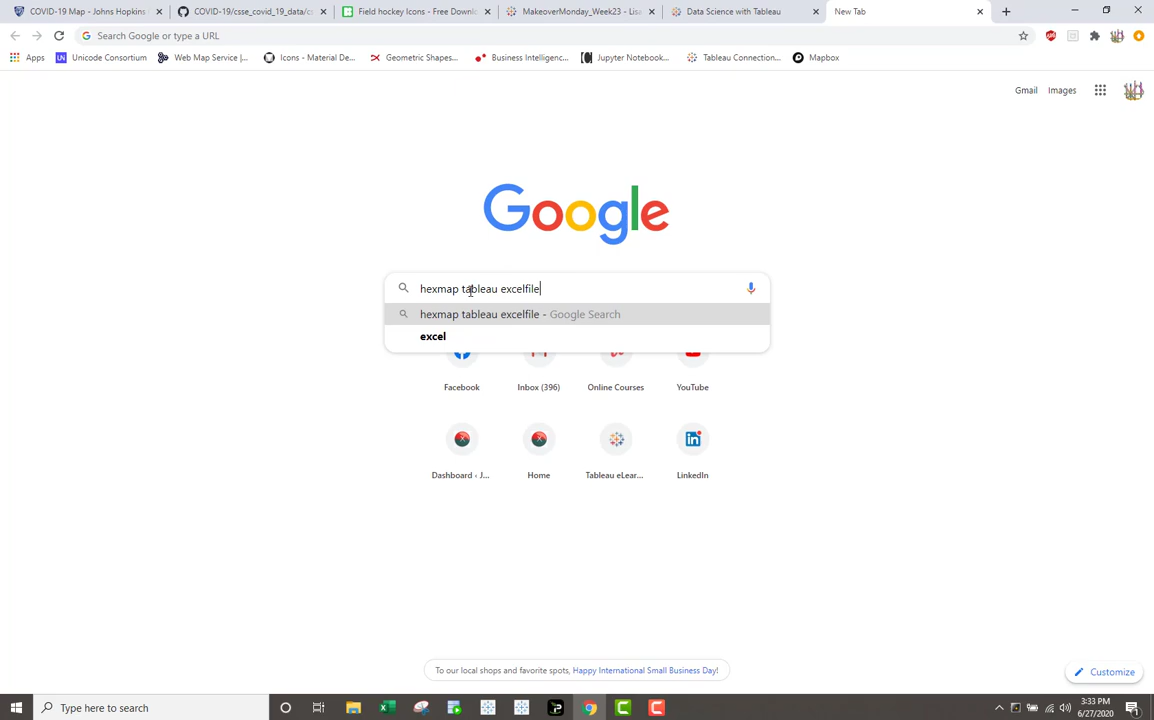 COVID-19 Map - Johns Hopkins
COVID-19/csse_covid_19_data/cs
Field hockey Icons - Free Downlo
MakeoverMonday_Week23 - Lisa
Data Science with Tableau
New Tab
Search Google or type a URL
Apps
Unicode Consortium
Web Map Service |...
Icons - Material De...
Geometric Shapes...
Business Intelligenc...
Jupyter Notebook...
Tableau Connection...
Mapbox
Gmail
Images
Google
hexmap tableau excelfile
hexmap tableau excelfile - Google Search
excel
Facebook
Inbox (396)
Online Courses
YouTube
Dashboard ‹ J...
Home
Tableau eLear...
LinkedIn
To our local shops and favorite spots, Happy International Small Business Day!
Customize
Type here to search
3:33 PM
6/27/2020